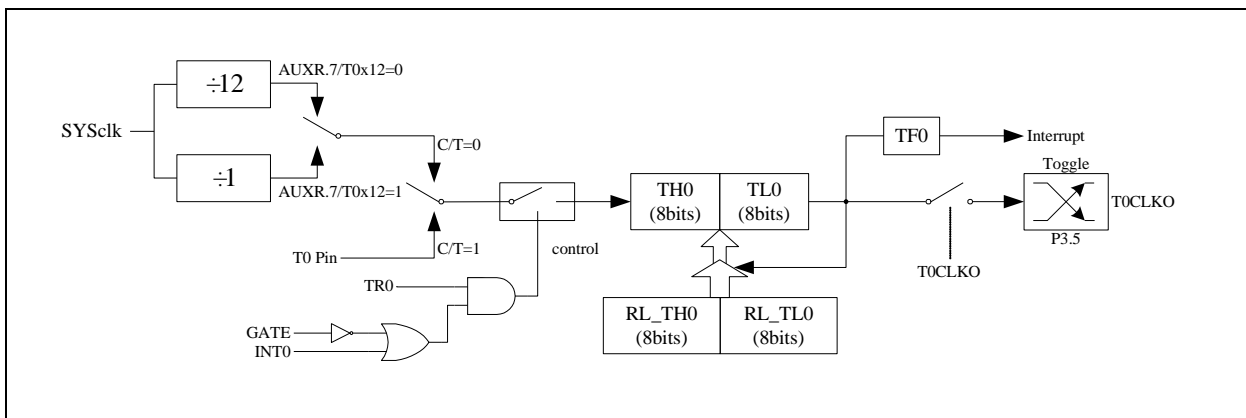 ÷12
AUXR.7/T0x12=0
SYSclk
÷1
AUXR.7/T0x12=1
C/T=0
T0 Pin
C/T=1
control
TR0
GATE
INT0
TH0
(8bits)
TL0
(8bits)
RL_TH0
(8bits)
RL_TL0
(8bits)
TF0
Interrupt
Toggle
T0CLKO
P3.5
T0CLKO